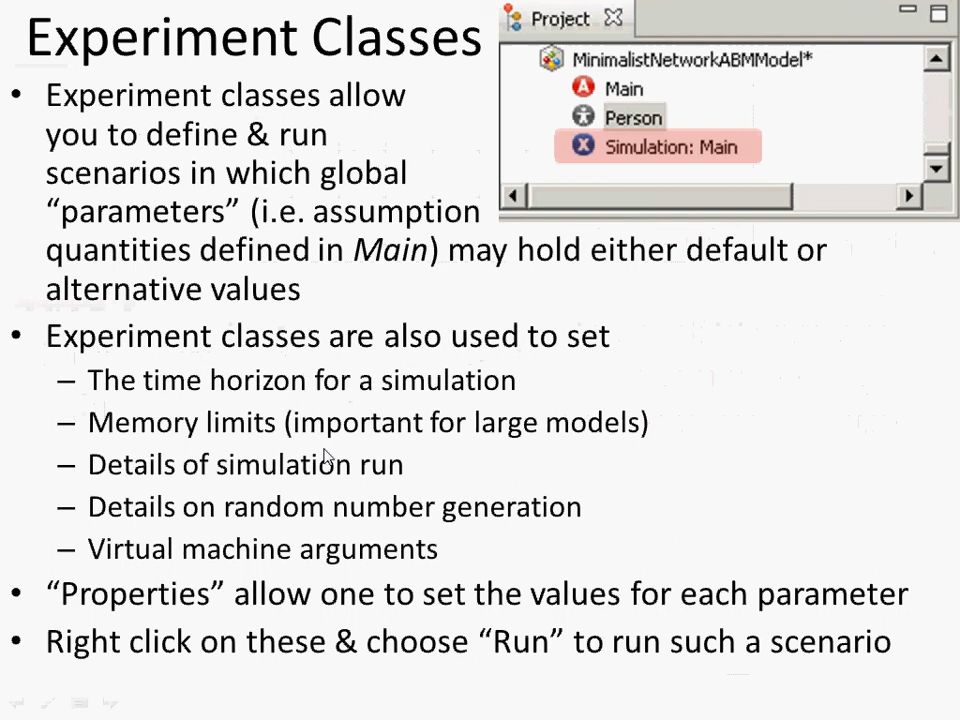 Experiment Classes
Project
MinimalistNetworkABMModel*
Main
Person
Simulation: Main
• Experiment classes allow
you to define & run
scenarios in which global
“parameters” (i.e. assumption
quantities defined in Main) may hold either default or
alternative values
• Experiment classes are also used to set
– The time horizon for a simulation
– Memory limits (important for large models)
– Details of simulation run
– Details on random number generation
– Virtual machine arguments
• “Properties” allow one to set the values for each parameter
• Right click on these & choose “Run” to run such a scenario